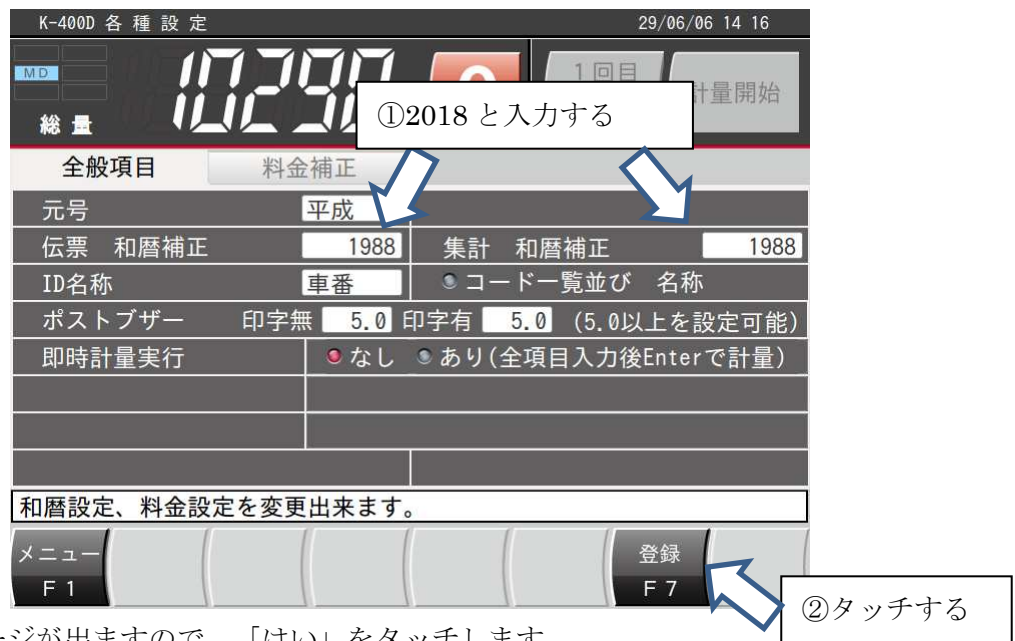 K-400D 各 種 設 定 29/06/06 14 16
MD
総 量
1回目
計量開始
①2018 と入力する
全般項目 料金補正
元号 平成
伝票 和暦補正 1988 集計 和暦補正 1988
ID名称 車番 コード一覧並び 名称
ポストブザー 印字無 5.0 印字有 5.0 (5.0以上を設定可能)
即時計量実行 なし あり(全項目入力後Enterで計量)
和暦設定、料金設定を変更出来ます。
メニュー 登録
F 1 F 7
②タッチする
ージが出ますので、「はい」をタッチします